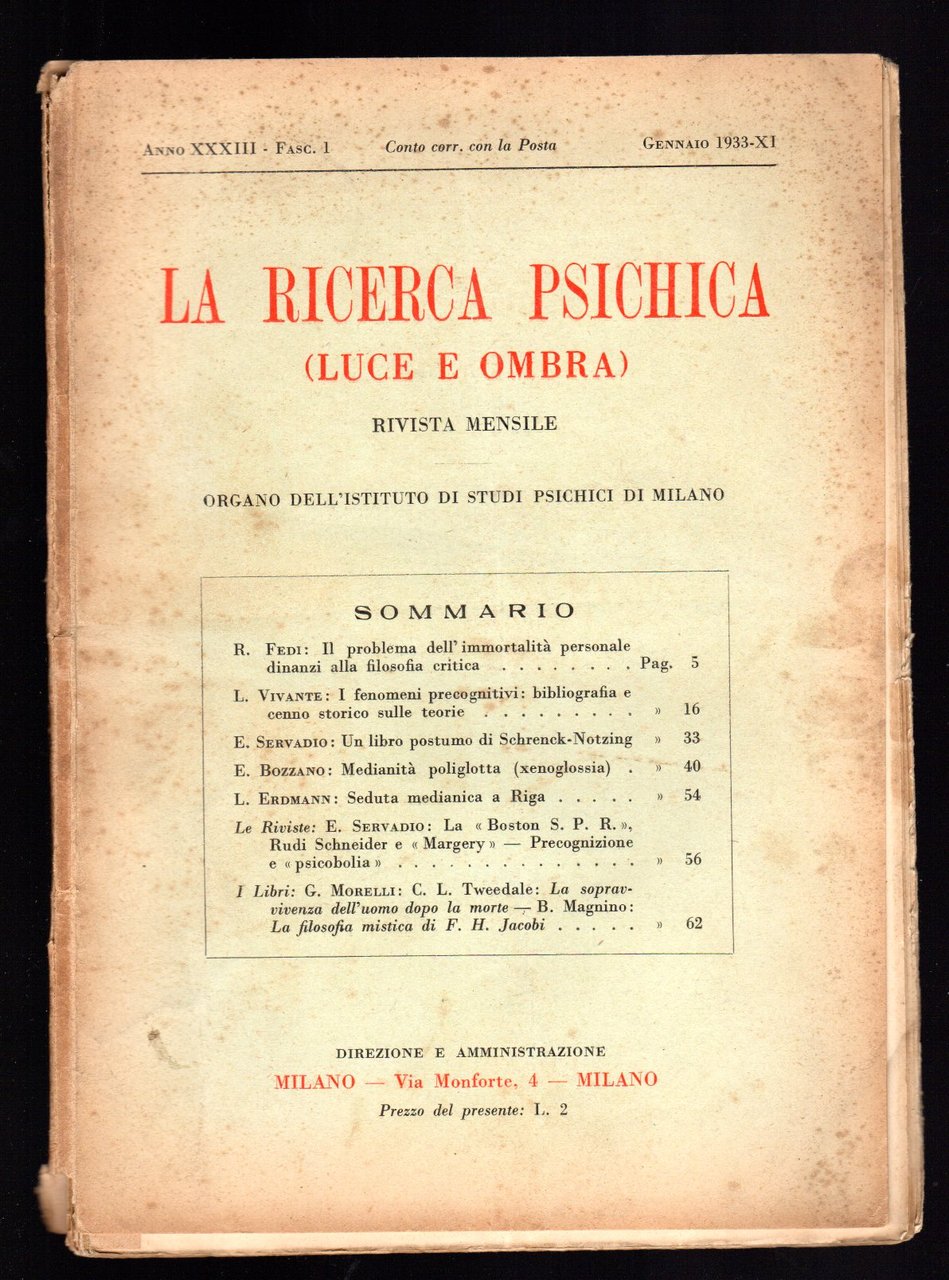 ANNO XXXIII - FASC. 1 Conto corr. con la Posta GENNAIO 1933-XI
LA RICERCA PSICHICA
(LUCE E OMBRA)
RIVISTA MENSILE
ORGANO DELL'ISTITUTO DI STUDI PSICHICI DI MILANO
SOMMARIO
R. FEDI: Il problema dell'immortalità personale
dinanzi alla filosofia critica . . . . . . . . Pag. 5
L. VIVANTE: I fenomeni precognitivi: bibliografia e
cenno storico sulle teorie . . . . . . . . . » 16
E. SERVADIO: Un libro postumo di Schrenck-Notzing » 33
E. BOZZANO: Medianità poliglotta (xenoglossia) . » 40
L. ERDMANN: Seduta medianica a Riga . . . . . » 54
Le Riviste: E. SERVADIO: La « Boston S. P. R. »,
Rudi Schneider e « Margery » — Precognizione
e « psicobolia » . . . . . . . . . . . . . . » 56
I Libri: G. MORELLI: C. L. Tweedale: La soprav-
vivenza dell'uomo dopo la morte — B. Magnino:
La filosofia mistica di F. H. Jacobi . . . . . » 62
DIREZIONE E AMMINISTRAZIONE
MILANO — Via Monforte, 4 — MILANO
Prezzo del presente: L. 2